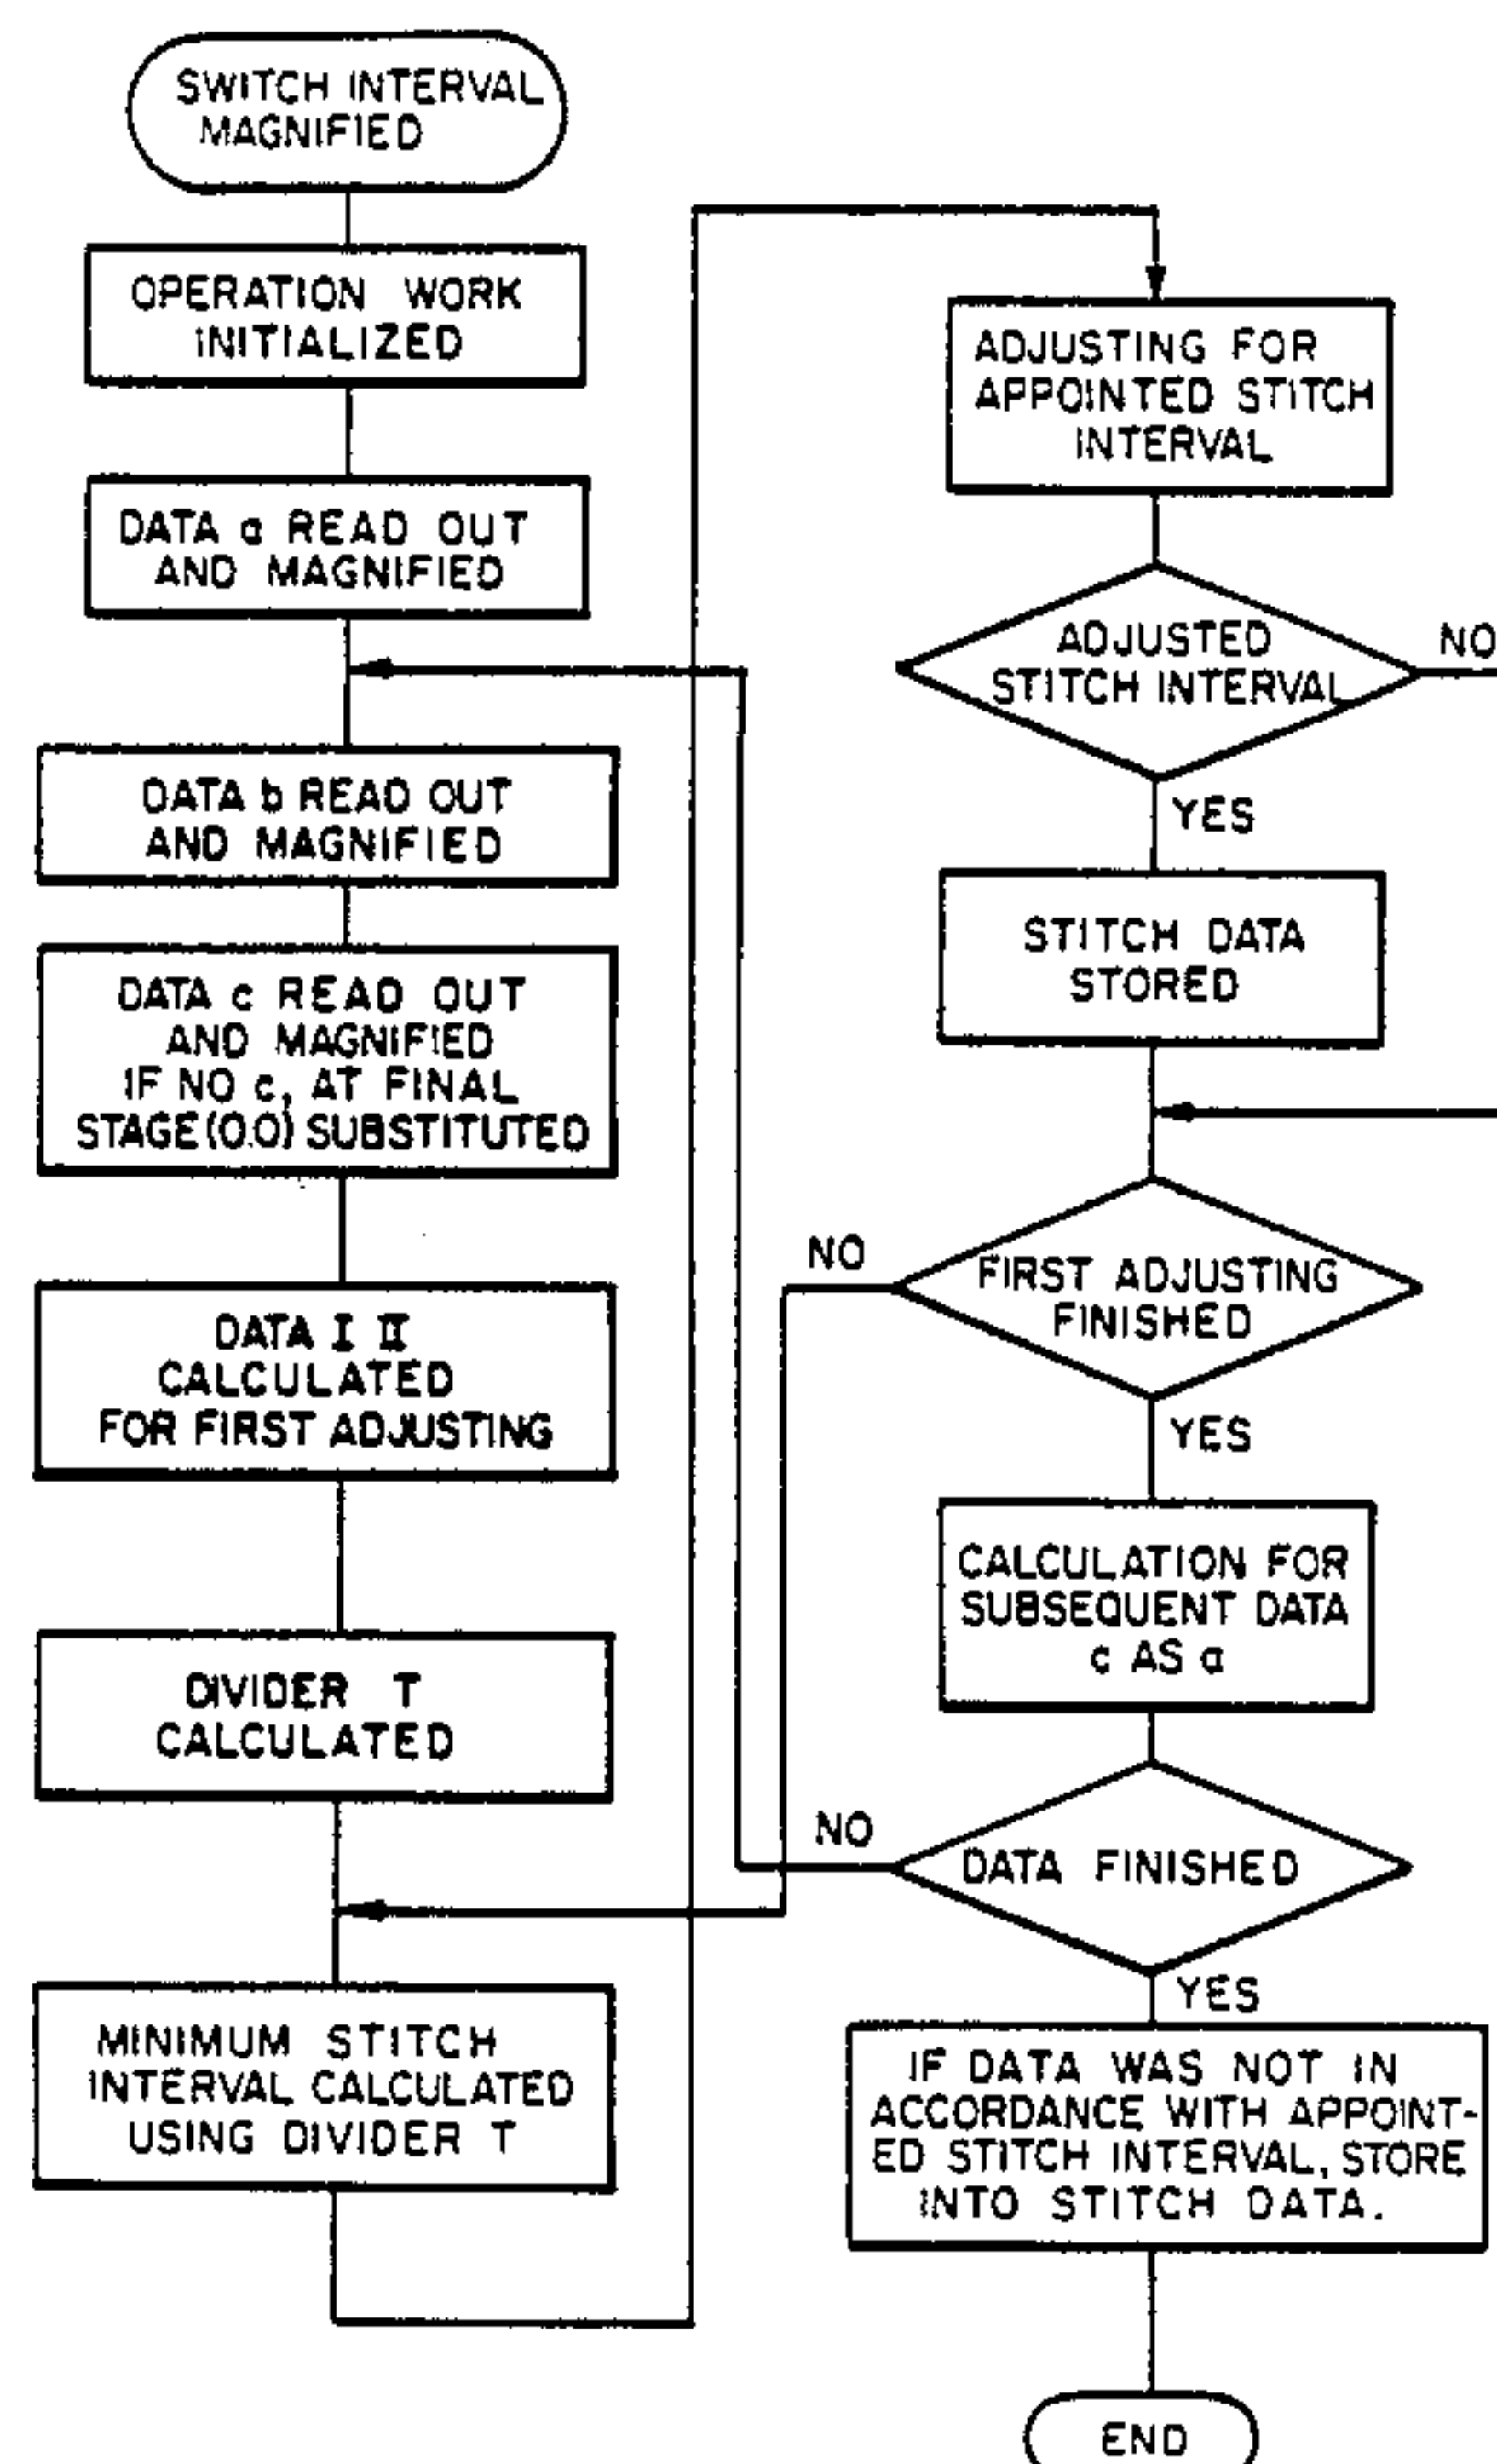 SWITCH INTERVAL
MAGNIFIED
OPERATION WORK
INITIALIZED
DATA a READ OUT
AND MAGNIFIED
DATA b READ OUT
AND MAGNIFIED
DATA c READ OUT
AND MAGNIFIED
IF NO c, AT FINAL
STAGE(0.0) SUBSTITUTED
DATA I II
CALCULATED
FOR FIRST ADJUSTING
DIVIDER T
CALCULATED
MINIMUM STITCH
INTERVAL CALCULATED
USING DIVIDER T
ADJUSTING FOR
APPOINTED STITCH
INTERVAL
ADJUSTED
STITCH INTERVAL
NO
YES
STITCH DATA
STORED
NO
FIRST ADJUSTING
FINISHED
YES
CALCULATION FOR
SUBSEQUENT DATA
c AS a
NO
DATA FINISHED
YES
IF DATA WAS NOT IN
ACCORDANCE WITH APPOINT-
ED STITCH INTERVAL, STORE
INTO STITCH DATA.
END